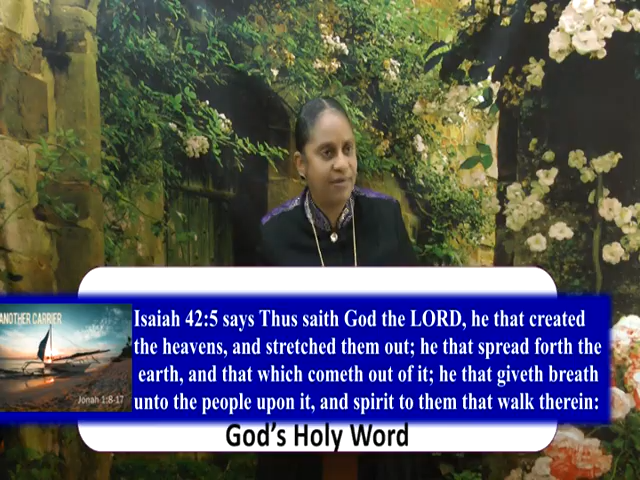 ANOTHER CARRIER
Jonah 1:8-17
Isaiah 42:5 says Thus saith God the LORD, he that created
the heavens, and stretched them out; he that spread forth the
earth, and that which cometh out of it; he that giveth breath
unto the people upon it, and spirit to them that walk therein:
God's Holy Word